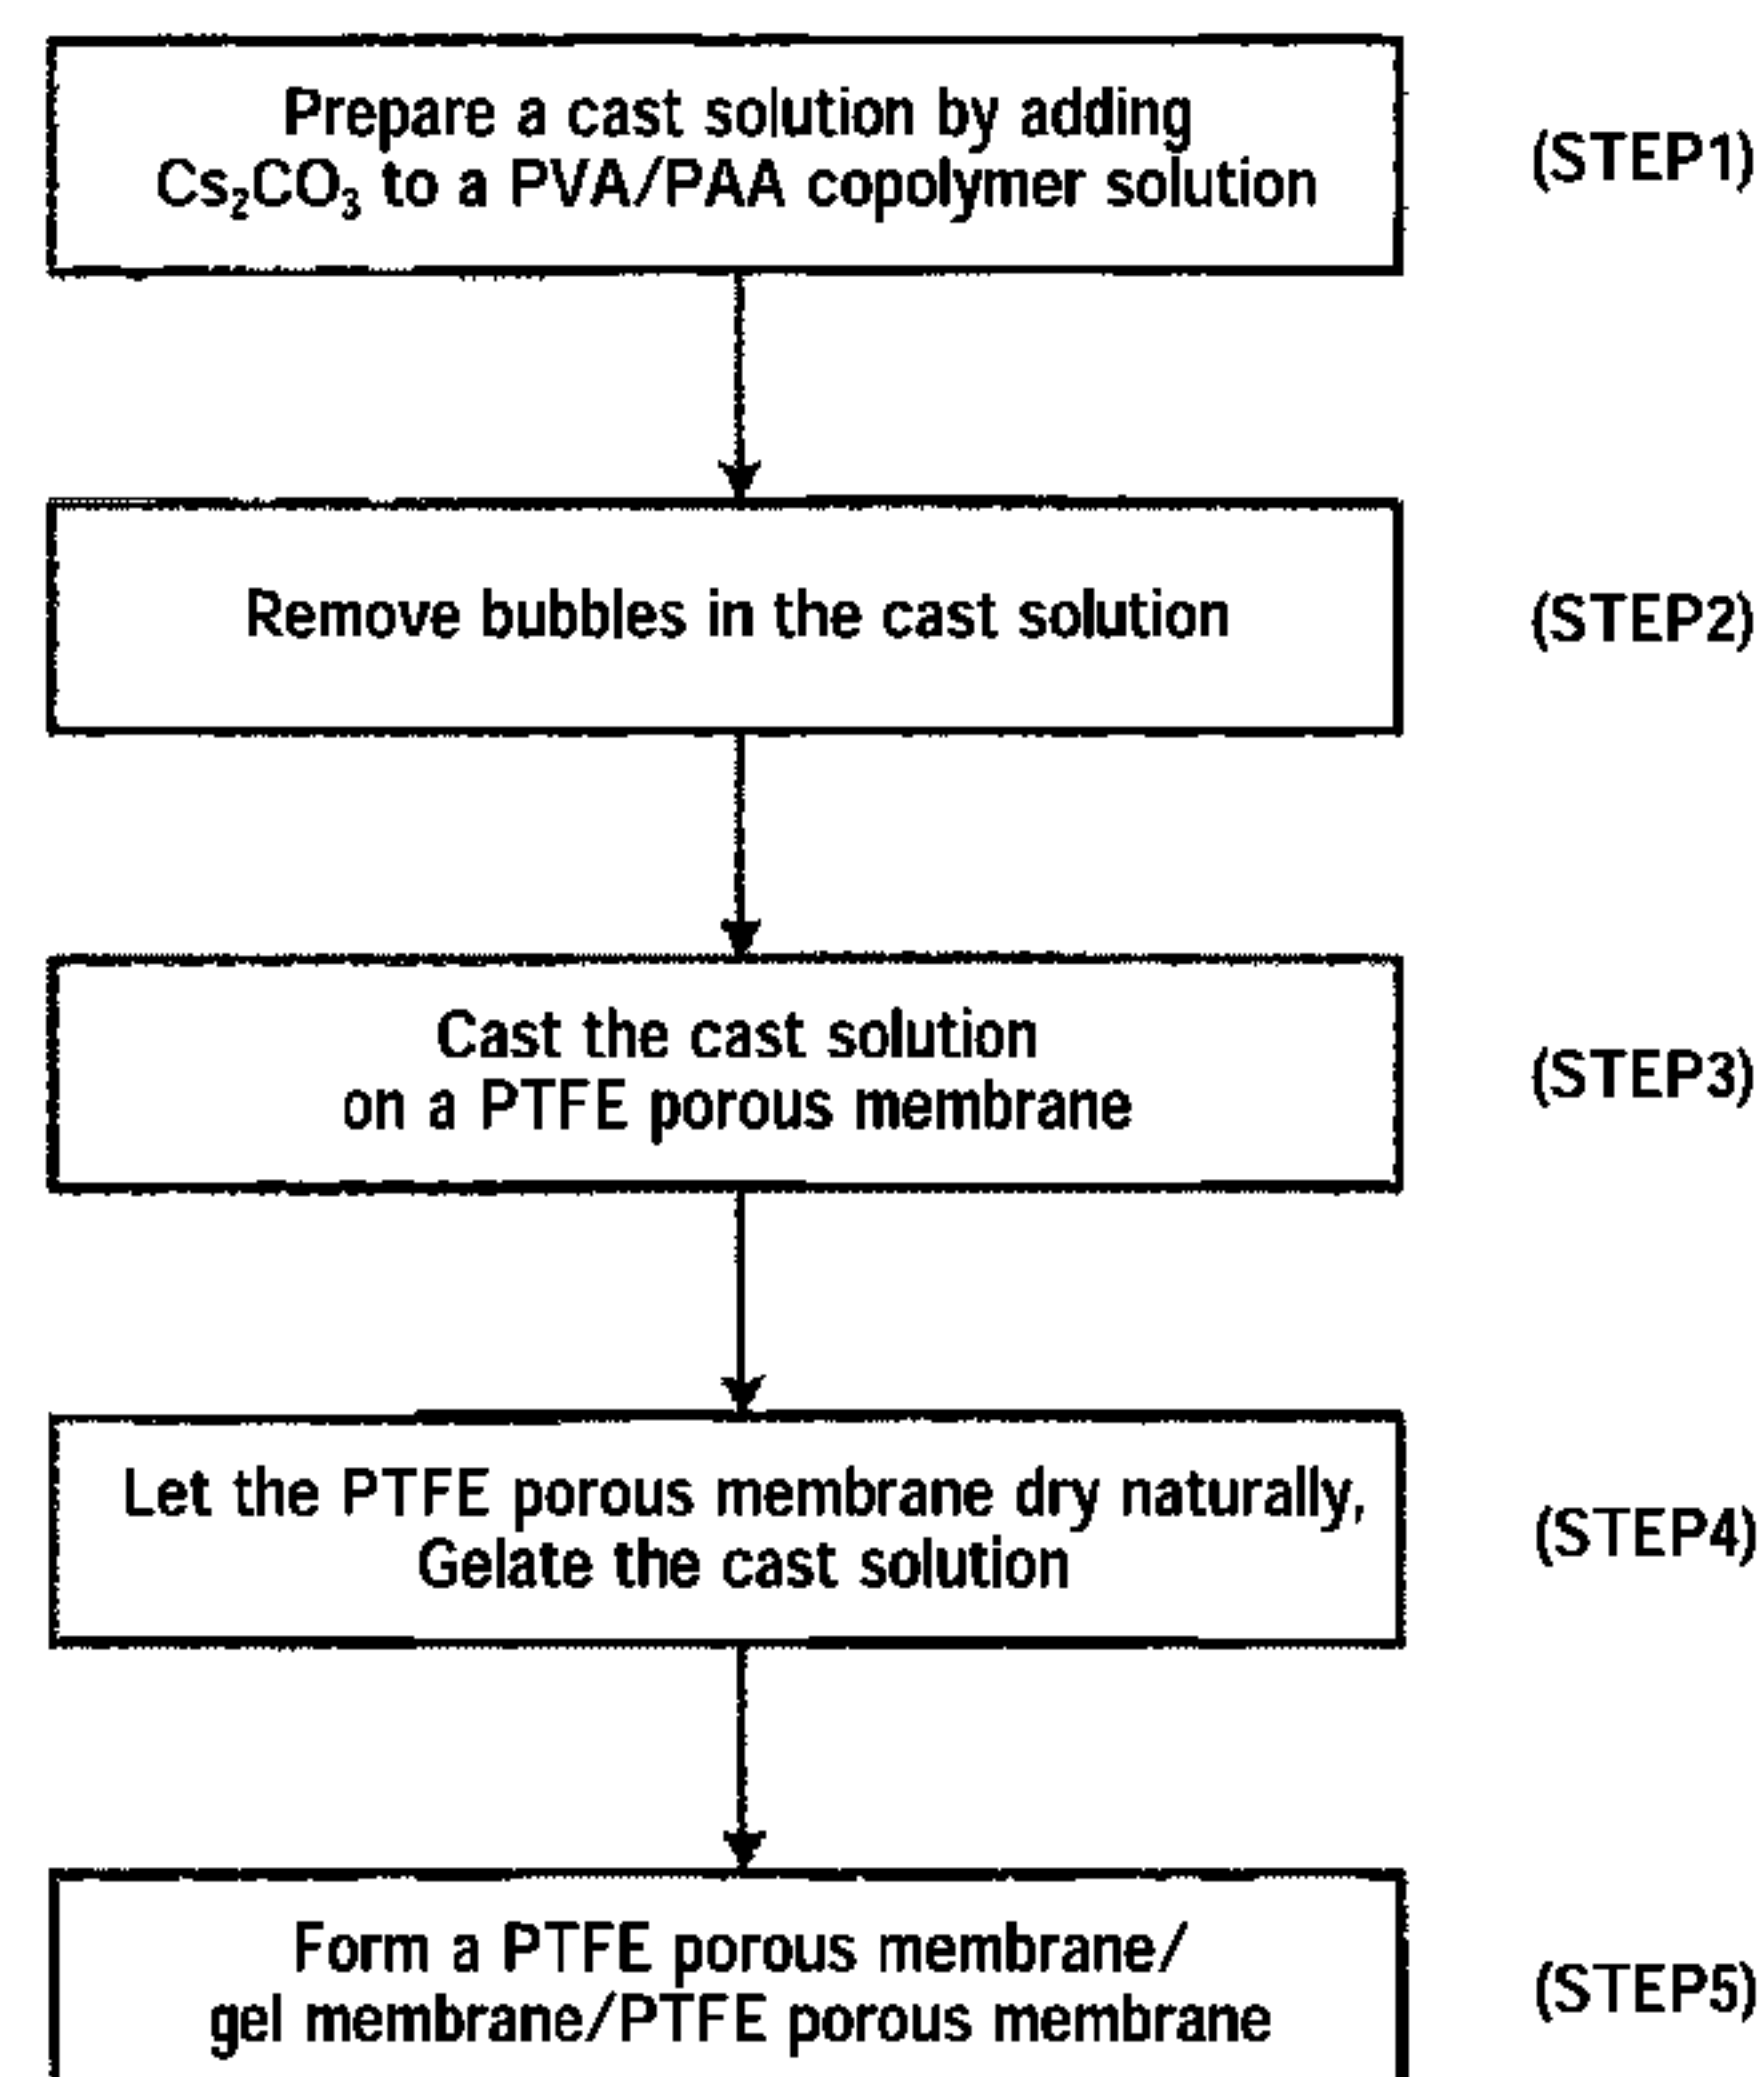 Prepare a cast solution by adding
Cs₂CO₃ to a PVA/PAA copolymer solution
(STEP1)
Remove bubbles in the cast solution
(STEP2)
Cast the cast solution
on a PTFE porous membrane
(STEP3)
Let the PTFE porous membrane dry naturally,
Gelate the cast solution
(STEP4)
Form a PTFE porous membrane/
gel membrane/PTFE porous membrane
(STEP5)